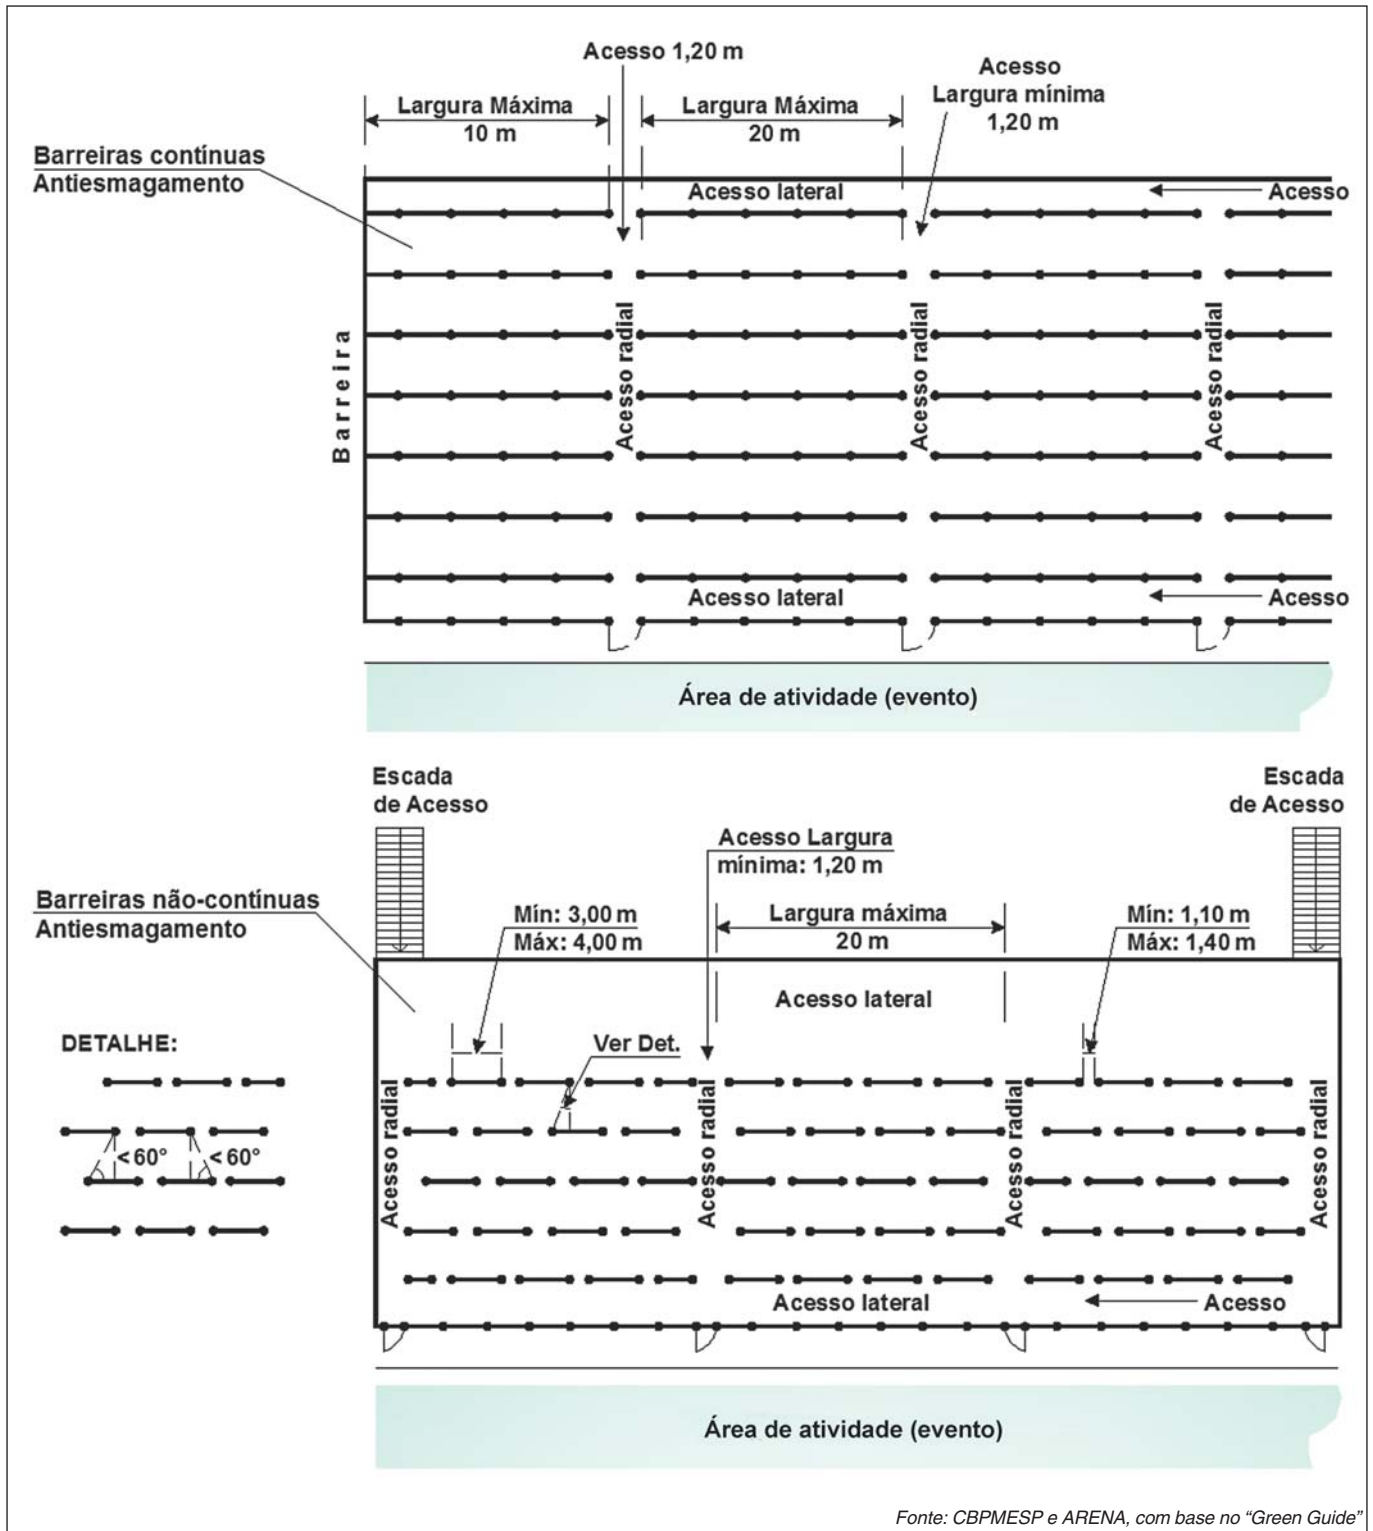 Acesso 1,20 m
Acesso
Largura mínima
1,20 m
Largura Máxima
10 m
Largura Máxima
20 m
Barreiras contínuas
Antiesmagamento
Acesso lateral
Acesso
Barreira
Acesso radial
Acesso radial
Acesso radial
Acesso lateral
Acesso
Área de atividade (evento)
Escada
de Acesso
Escada
de Acesso
Acesso Largura
mínima: 1,20 m
Barreiras não-contínuas
Antiesmagamento
Mín: 3,00 m
Máx: 4,00 m
Largura máxima
20 m
Mín: 1,10 m
Máx: 1,40 m
Acesso lateral
DETALHE:
Ver Det.
< 60°
< 60°
Acesso radial
Acesso radial
Acesso radial
Acesso radial
Acesso lateral
Acesso
Área de atividade (evento)
Fonte: CBPMESP e ARENA, com base no “Green Guide”